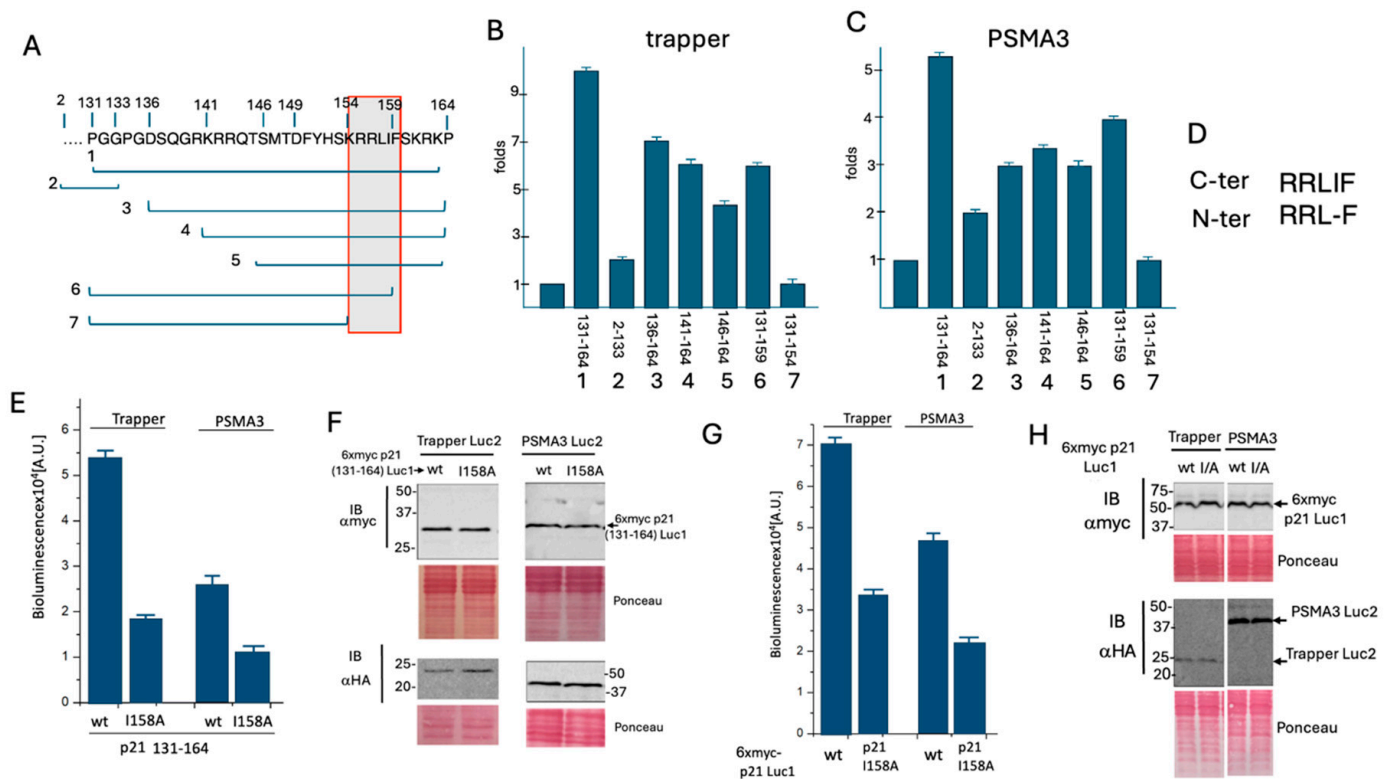 A
2 131 133 136 141 146 149 154 159 164
.... PGGPGDSQGRKRRQTSMTDFYHSKRRLIFSKRKP
1
2
3
4
5
6
7
B
trapper
folds
9
7
5
3
1
131-164
2-133
136-164
141-164
146-164
131-159
131-154
1 2 3 4 5 6 7
C
PSMA3
folds
5
4
3
2
1
131-164
2-133
136-164
141-164
146-164
131-159
131-154
1 2 3 4 5 6 7
D
C-ter RRLIF
N-ter RRL-F
E
Trapper PSMA3
Bioluminescencex10⁴[A.U.]
6
5
4
3
2
1
0
wt I158A wt I158A
p21 131-164
F
Trapper Luc2 PSMA3 Luc2
6xmyc p21
(131-164) Luc1 wt I158A wt I158A
IB
αmyc
50-
37-
25-
6xmyc p21
(131-164) Luc1
Ponceau
IB
αHA
25-
20-
-50
-37
Ponceau
G
Trapper PSMA3
Bioluminescencex10⁴[A.U.]
7
6
5
4
3
2
1
0
6xmyc-
p21 Luc1
wt p21 I158A wt p21 I158A
H
6xmyc p21
Luc1
Trapper PSMA3
wt I/A wt I/A
IB
αmyc
75-
50-
37-
6xmyc
p21 Luc1
Ponceau
IB
αHA
50-
37-
25-
20-
PSMA3 Luc2
Trapper Luc2
Ponceau